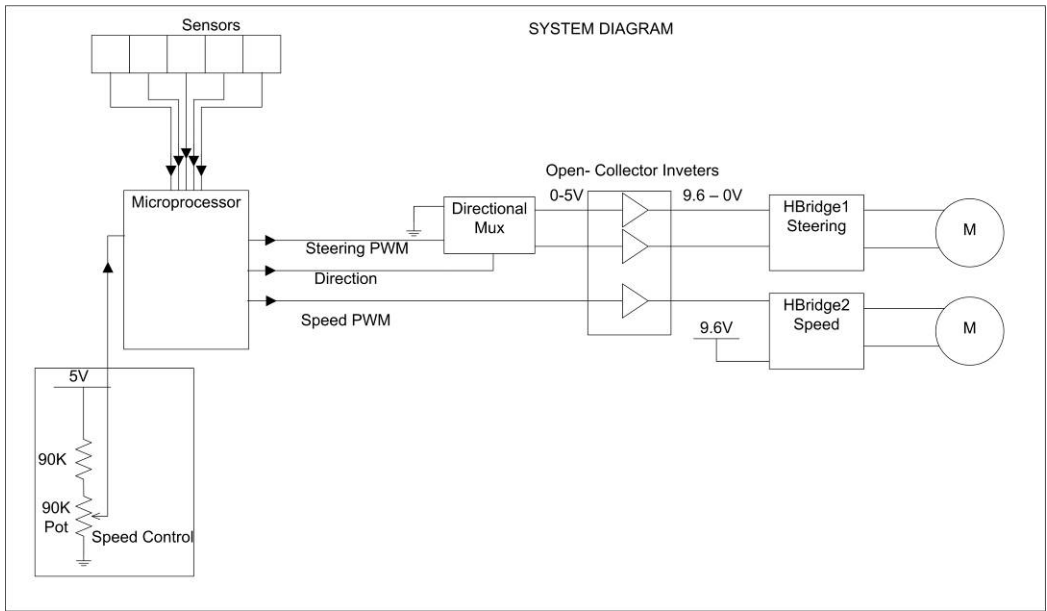 Sensors
SYSTEM DIAGRAM
Open- Collector Inveters
Microprocessor
Directional
Mux
0-5V
9.6 – 0V
HBridge1
Steering
M
Steering PWM
Direction
Speed PWM
HBridge2
Speed
M
9.6V
5V
90K
90K
Pot
Speed Control